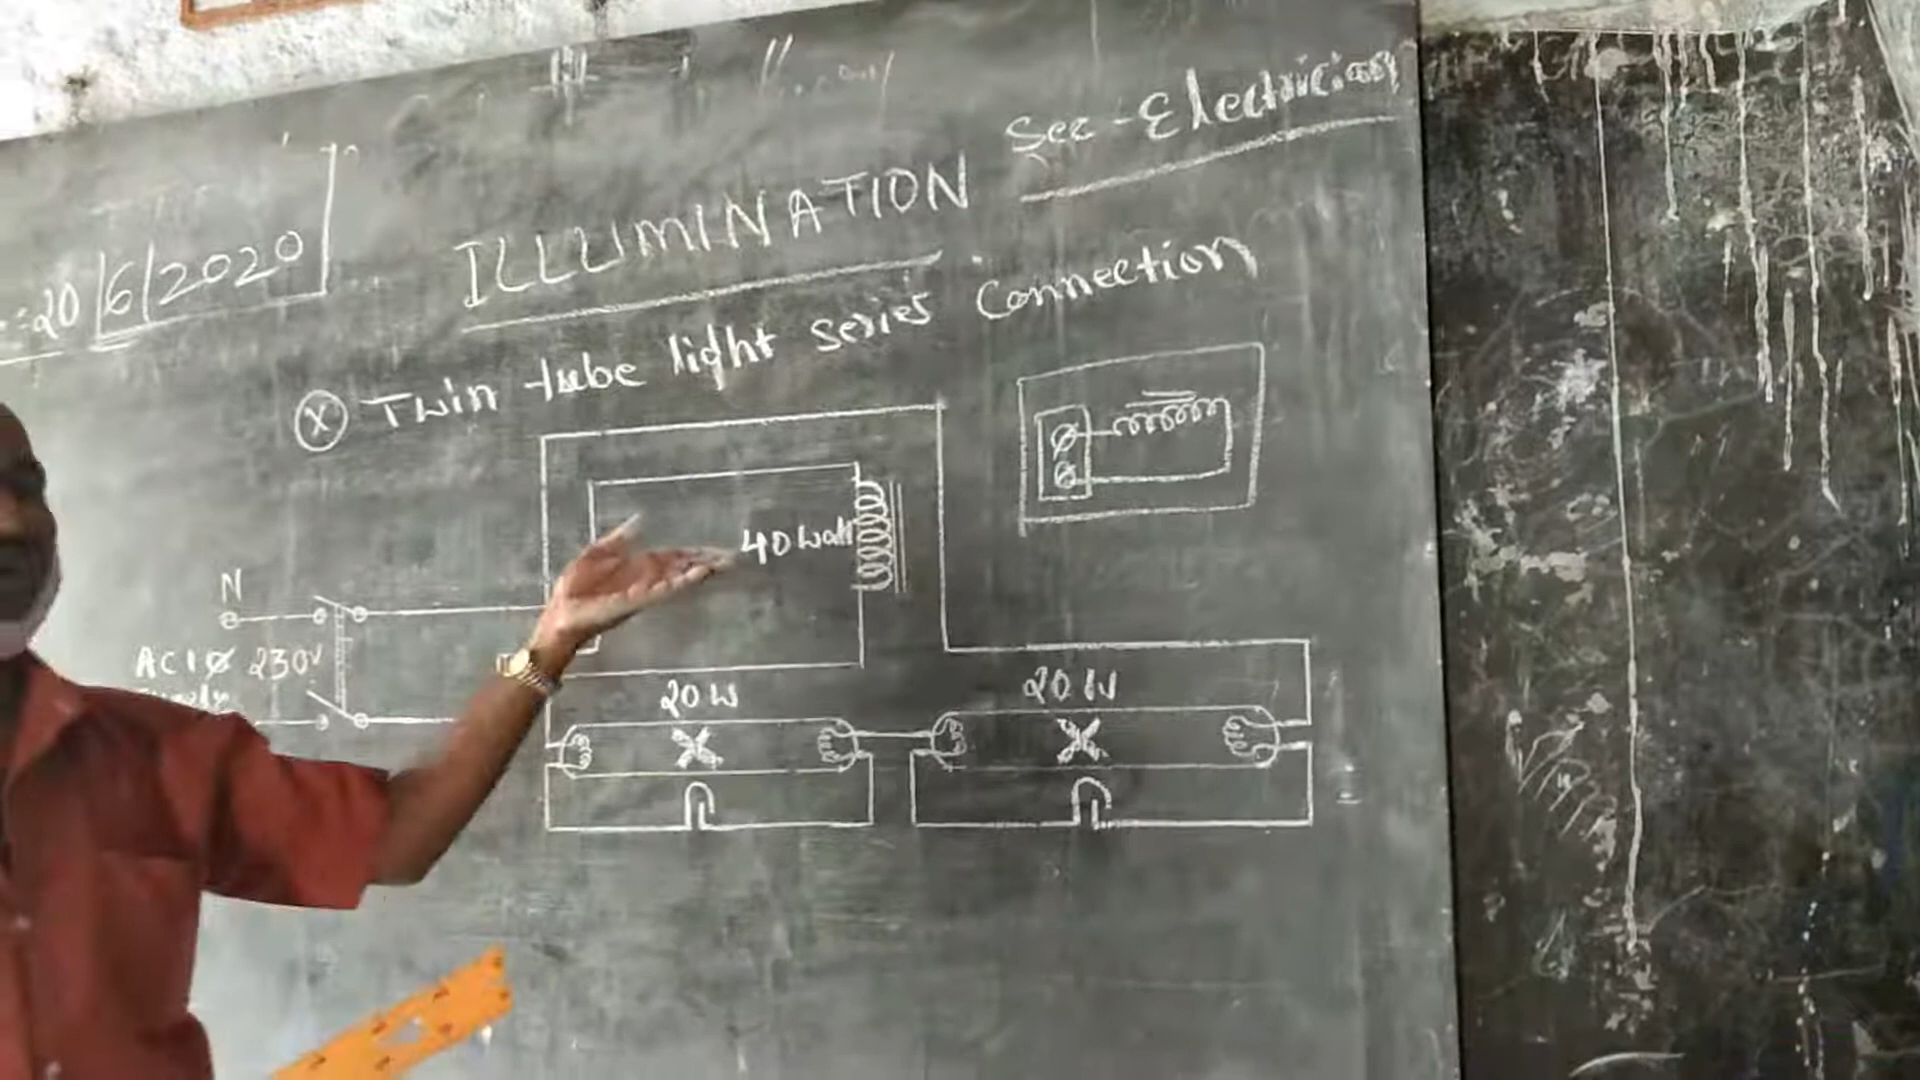 Sec-Electrician
20/6/2020
ILLUMINATION
X Twin tube light series connection
40 watt
N
AC 1Ø 230V
20 W
20 W